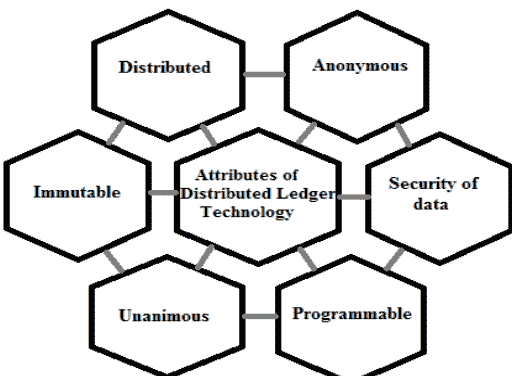 Distributed
Anonymous
Immutable
Attributes of
Distributed Ledger
Technology
Security of
data
Unanimous
Programmable